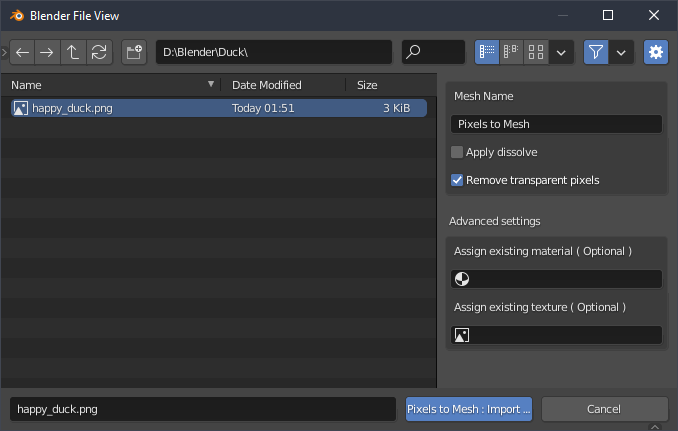 Blender File View
D:\Blender\Duck\
Name Date Modified Size
happy_duck.png Today 01:51 3 KiB
Mesh Name
Pixels to Mesh
Apply dissolve
Remove transparent pixels
Advanced settings
Assign existing material ( Optional )
Assign existing texture ( Optional )
happy_duck.png
Pixels to Mesh : Import ...
Cancel